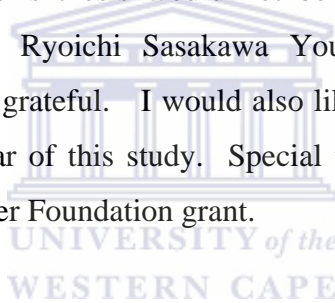 Ryoichi Sasakawa You
grateful. I would also lik
ar of this study. Special
er Foundation grant.
UNIVERSITY of the
WESTERN CAPE